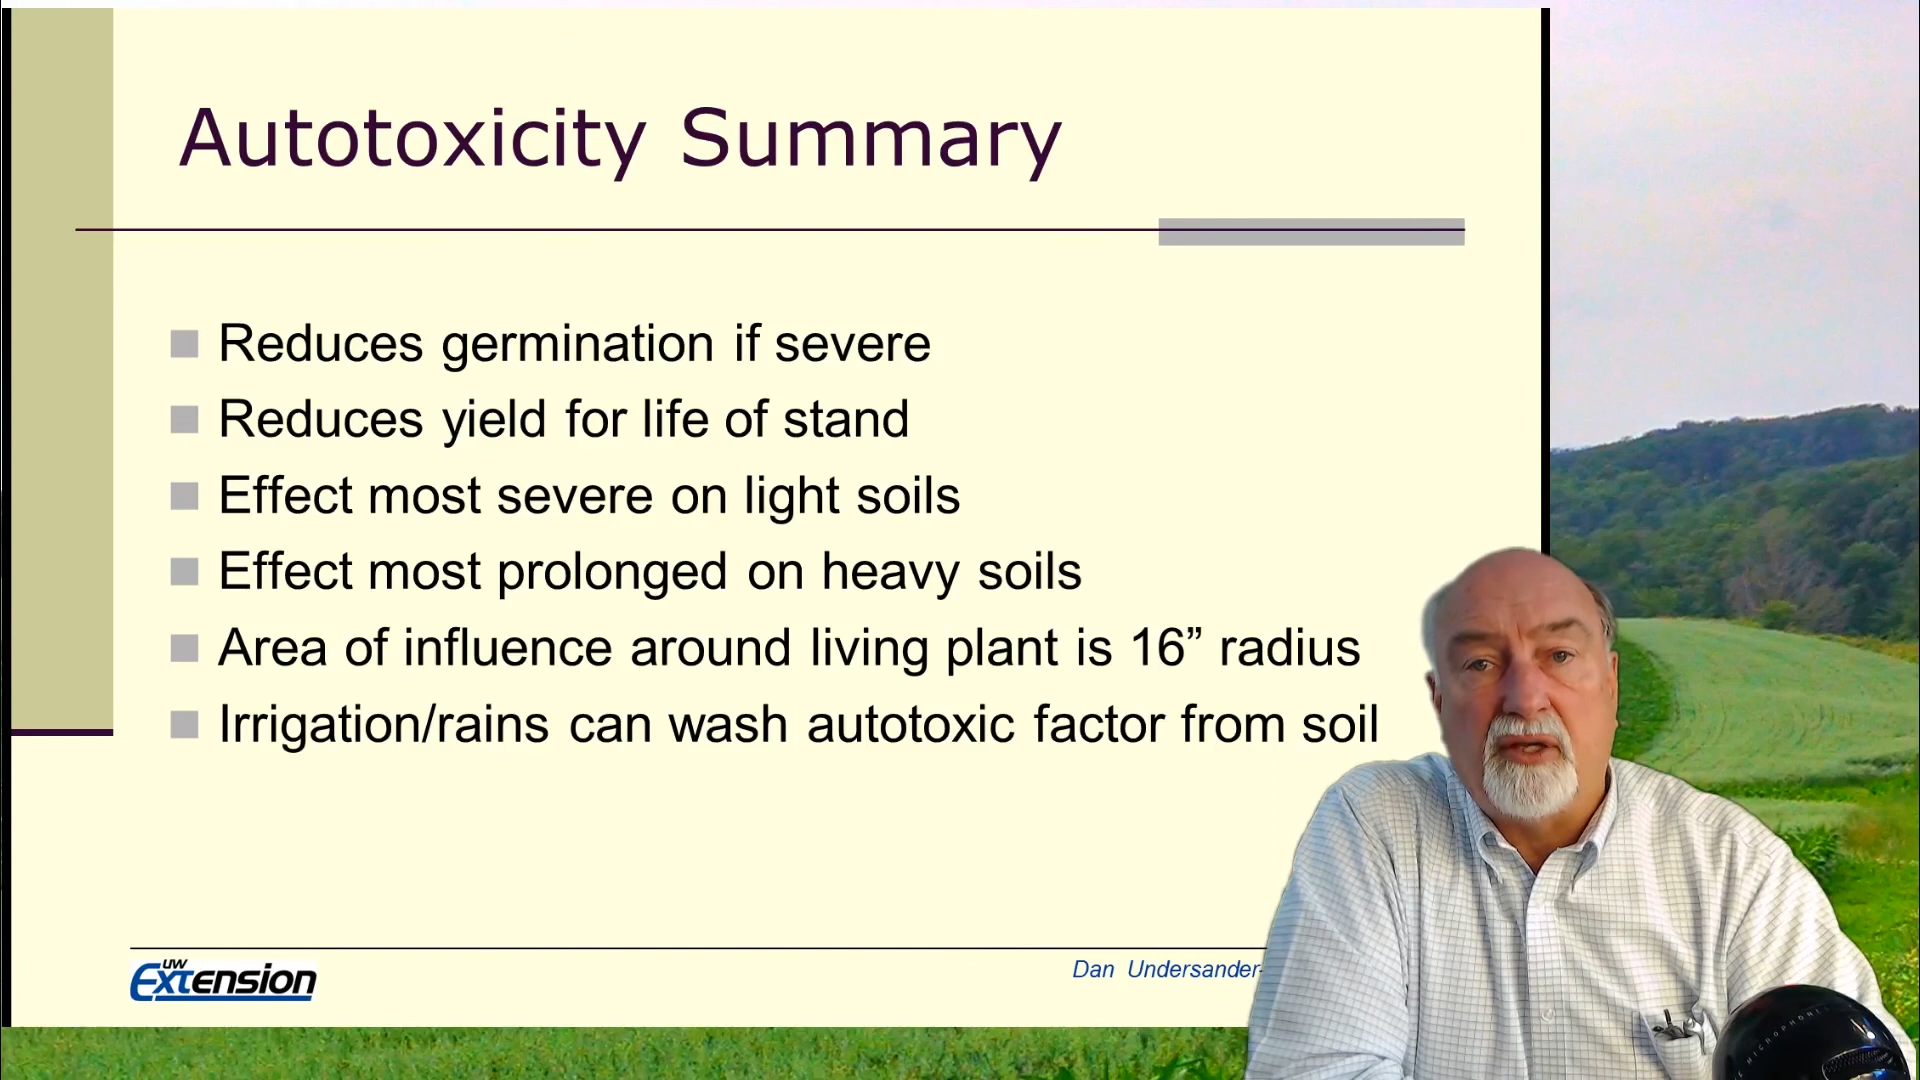 Autotoxicity Summary
Reduces germination if severe
Reduces yield for life of stand
Effect most severe on light soils
Effect most prolonged on heavy soils
Area of influence around living plant is 16” radius
Irrigation/rains can wash autotoxic factor from soil
UW
Extension
Dan Undersander-
MICROPHONE